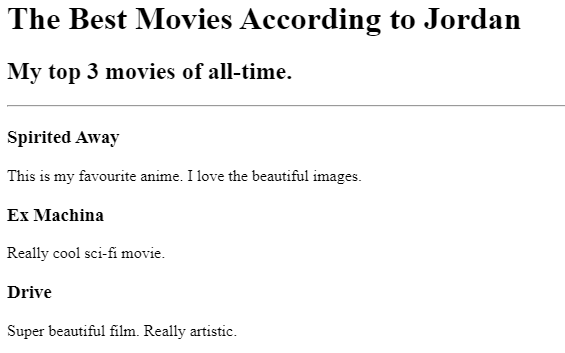 The Best Movies According to Jordan
My top 3 movies of all-time.
Spirited Away
This is my favourite anime. I love the beautiful images.
Ex Machina
Really cool sci-fi movie.
Drive
Super beautiful film. Really artistic.